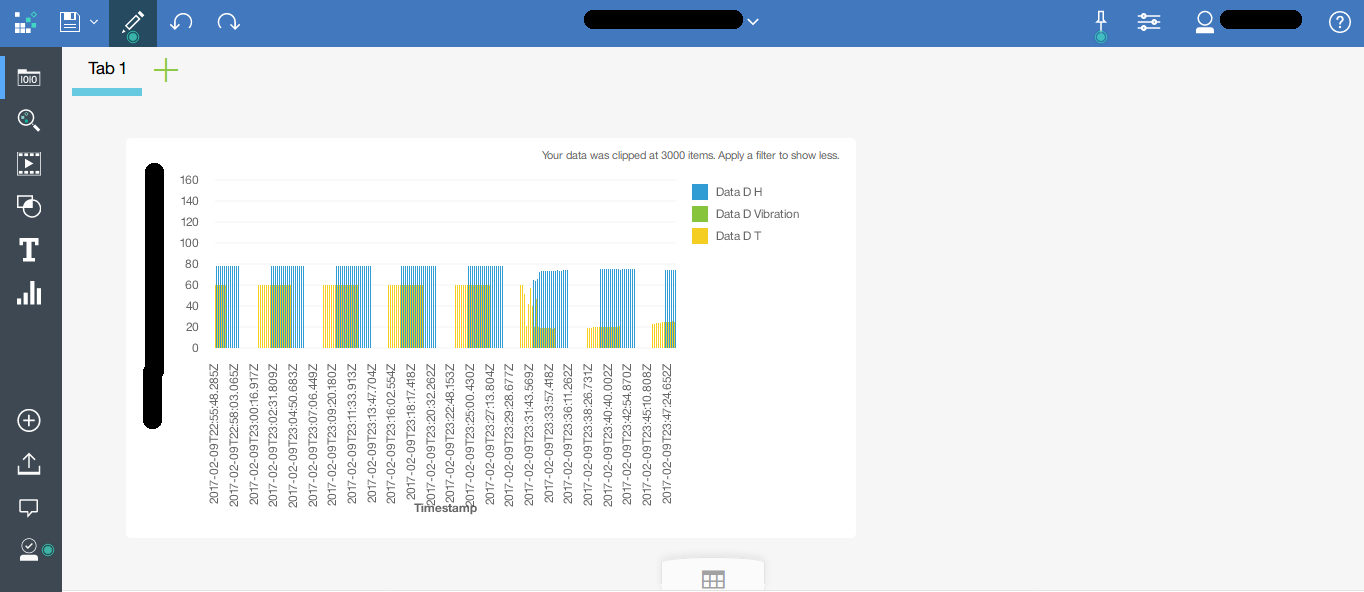 Tab 1
Your data was clipped at 3000 items. Apply a filter to show less.
160
140
120
100
80
60
40
20
0
Data D H
Data D Vibration
Data D T
2017-02-09T22:55:48.285Z
2017-02-09T22:58:03.065Z
2017-02-09T23:00:16.917Z
2017-02-09T23:02:31.809Z
2017-02-09T23:04:50.683Z
2017-02-09T23:07:06.449Z
2017-02-09T23:09:20.180Z
2017-02-09T23:11:33.913Z
2017-02-09T23:13:47.704Z
2017-02-09T23:16:02.554Z
2017-02-09T23:18:17.418Z
2017-02-09T23:20:32.262Z
2017-02-09T23:22:48.153Z
2017-02-09T23:25:00.430Z
2017-02-09T23:27:13.804Z
2017-02-09T23:29:28.677Z
2017-02-09T23:31:43.569Z
2017-02-09T23:33:57.418Z
2017-02-09T23:36:11.262Z
2017-02-09T23:38:26.731Z
2017-02-09T23:40:40.002Z
2017-02-09T23:42:54.870Z
2017-02-09T23:45:10.808Z
2017-02-09T23:47:24.652Z
Timestamp